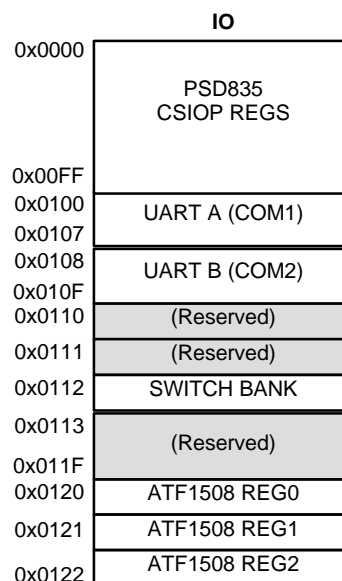 IO
0x0000
PSD835
CSIOP REGS
0x00FF
0x0100
UART A (COM1)
0x0107
0x0108
UART B (COM2)
0x010F
0x0110
(Reserved)
0x0111
(Reserved)
0x0112
SWITCH BANK
0x0113
(Reserved)
0x011F
0x0120
ATF1508 REG0
0x0121
ATF1508 REG1
ATF1508 REG2
0x0122